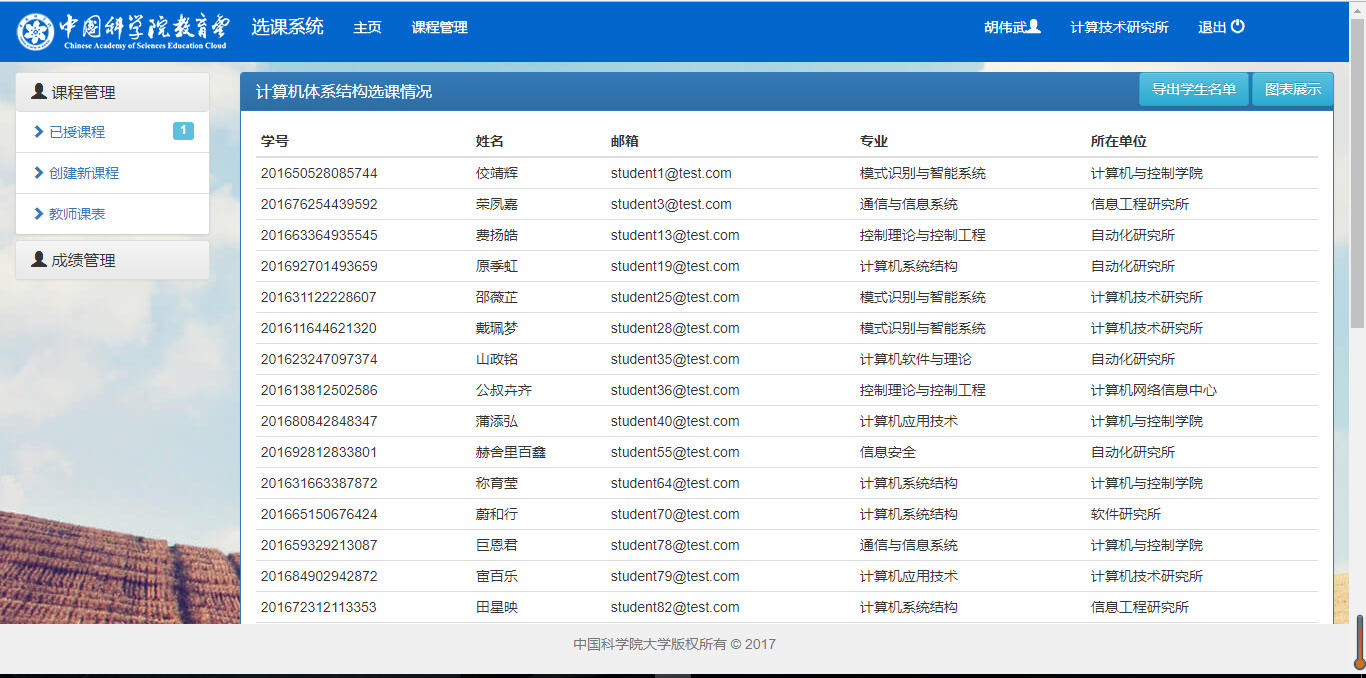 中国科学院教育云
Chinese Academy of Sciences Education Cloud
选课系统 主页 课程管理 胡伟武 计算技术研究所 退出
课程管理
已授课程 1
创建新课程
教师课表
成绩管理
计算机体系结构选课情况 导出学生名单 图表展示
学号 姓名 邮箱 专业 所在单位
201650528085744 佼靖辉 student1@test.com 模式识别与智能系统 计算机与控制学院
201676254439592 荣夙嘉 student3@test.com 通信与信息系统 信息工程研究所
201663364935545 费扬皓 student13@test.com 控制理论与控制工程 自动化研究所
201692701493659 原季虹 student19@test.com 计算机系统结构 自动化研究所
201631122228607 邵薇芷 student25@test.com 模式识别与智能系统 计算机技术研究所
201611644621320 戴珮梦 student28@test.com 模式识别与智能系统 计算机技术研究所
201623247097374 山政铭 student35@test.com 计算机软件与理论 自动化研究所
201613812502586 公叔卉齐 student36@test.com 控制理论与控制工程 计算机网络信息中心
201680842848347 蒲添弘 student40@test.com 计算机应用技术 计算机与控制学院
201692812833801 赫舍里百鑫 student55@test.com 信息安全 自动化研究所
201631663387872 称育莹 student64@test.com 计算机系统结构 计算机与控制学院
201665150676424 蔚和行 student70@test.com 计算机系统结构 软件研究所
201659329213087 巨恩君 student78@test.com 通信与信息系统 计算机与控制学院
201684902942872 百乐 student79@test.com 计算机应用技术 计算机技术研究所
201672312113353 田星映 student82@test.com 计算机系统结构 信息工程研究所
中国科学院大学版权所有 © 2017